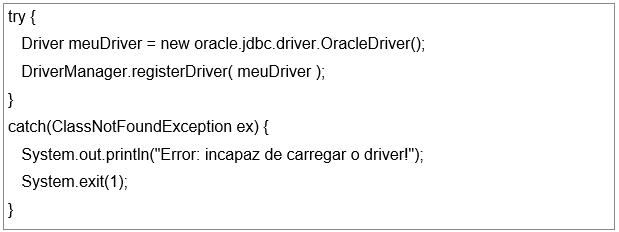 try {
Driver meuDriver = new oracle.jdbc.driver.OracleDriver();
DriverManager.registerDriver( meuDriver );
}
catch(ClassNotFoundException ex) {
System.out.println("Error: incapaz de carregar o driver!");
System.exit(1);
}